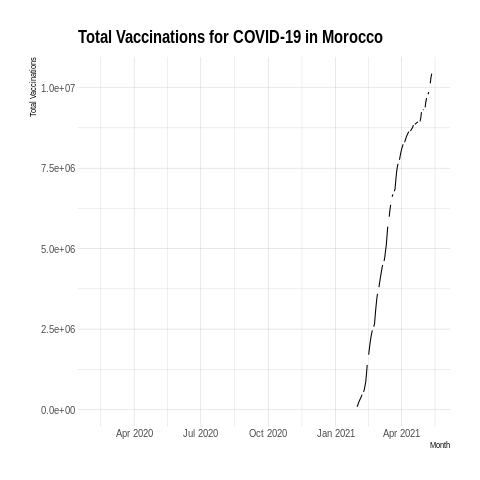 Total Vaccinations for COVID-19 in Morocco
Total Vaccinations
1.0e+07
7.5e+06
5.0e+06
2.5e+06
0.0e+00
Apr 2020 Jul 2020 Oct 2020 Jan 2021 Apr 2021
Month